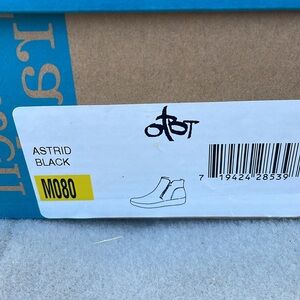 OTBT
ASTRID
BLACK
M080
7 19424 28539